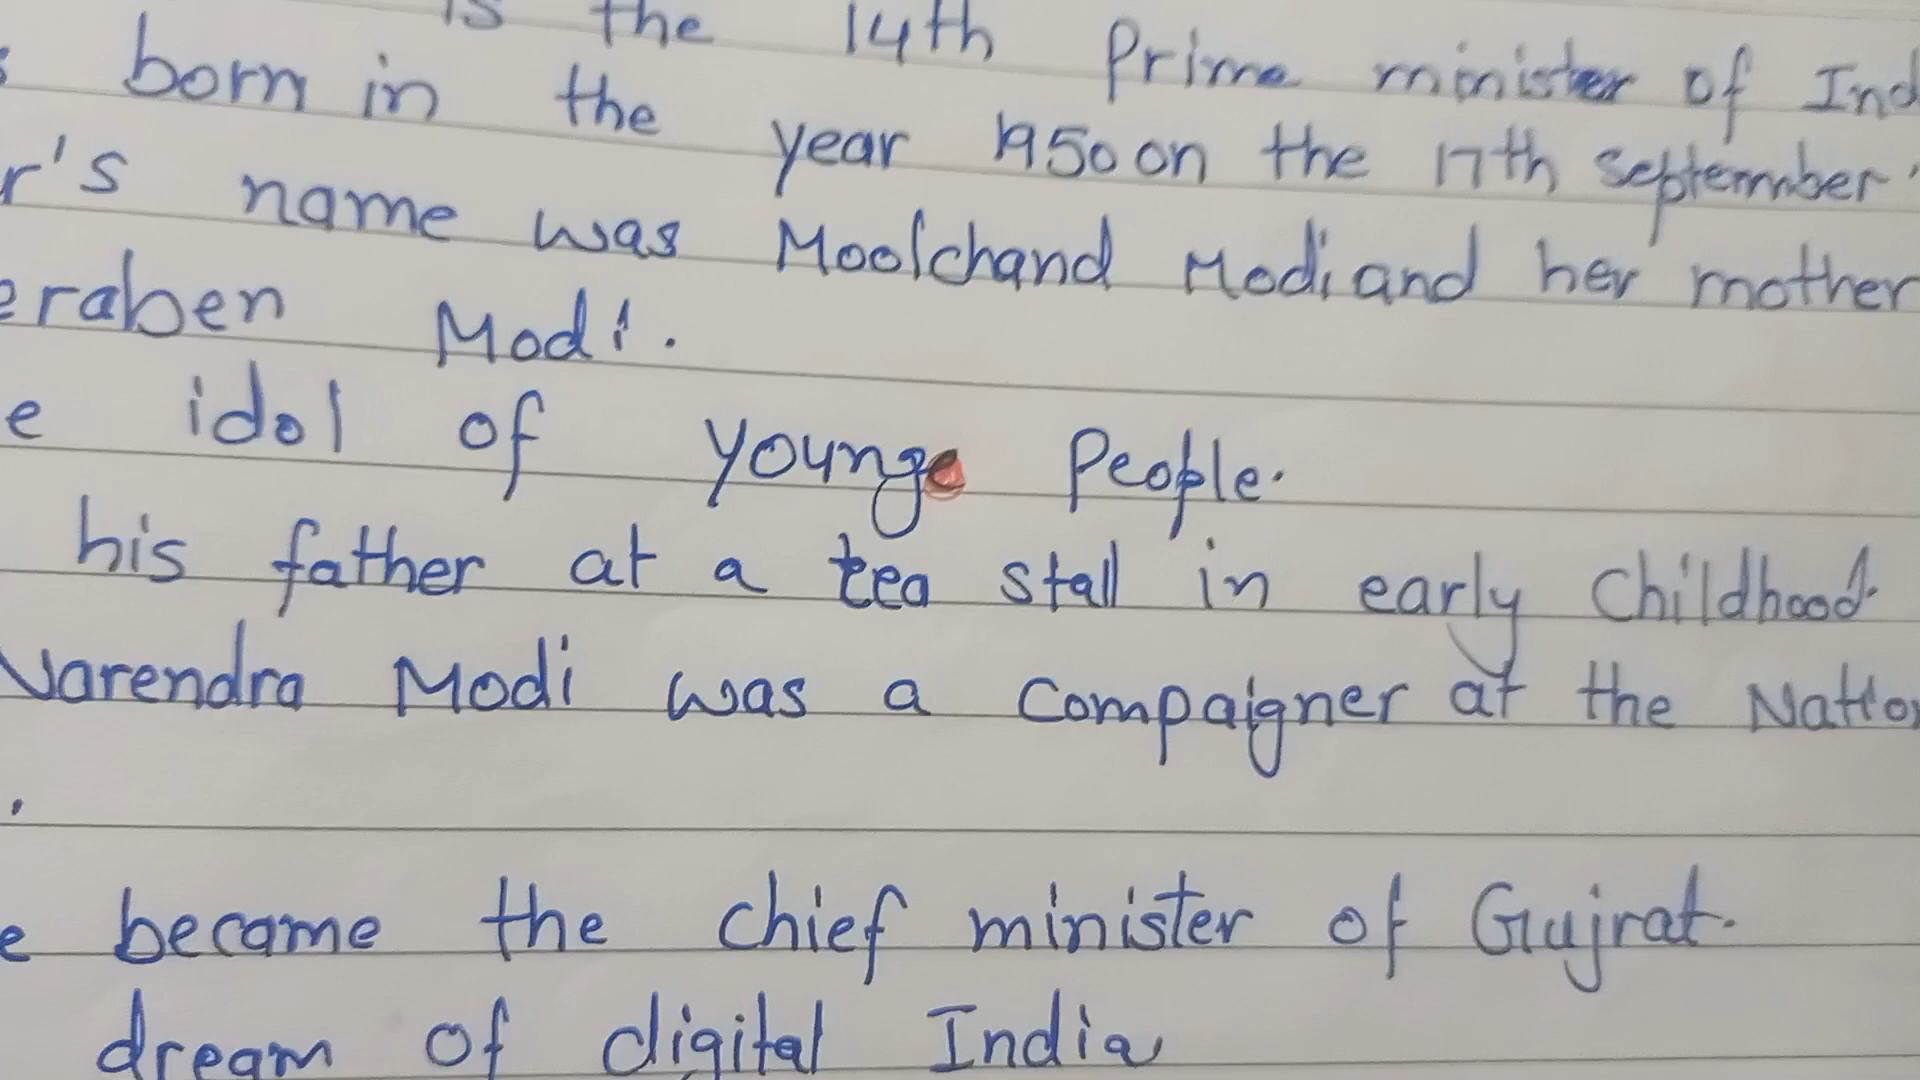 is the 14th Prime minister of Ind
s born in the year 1950 on the 17th September.
r's name was Moolchand Modi and her mother
eraben Modi.
e idol of younge People.
his father at a tea stall in early Childhood.
Narendra Modi was a Compaigner at the Natio
.
e became the chief minister of Gujrat.
dream of digital India